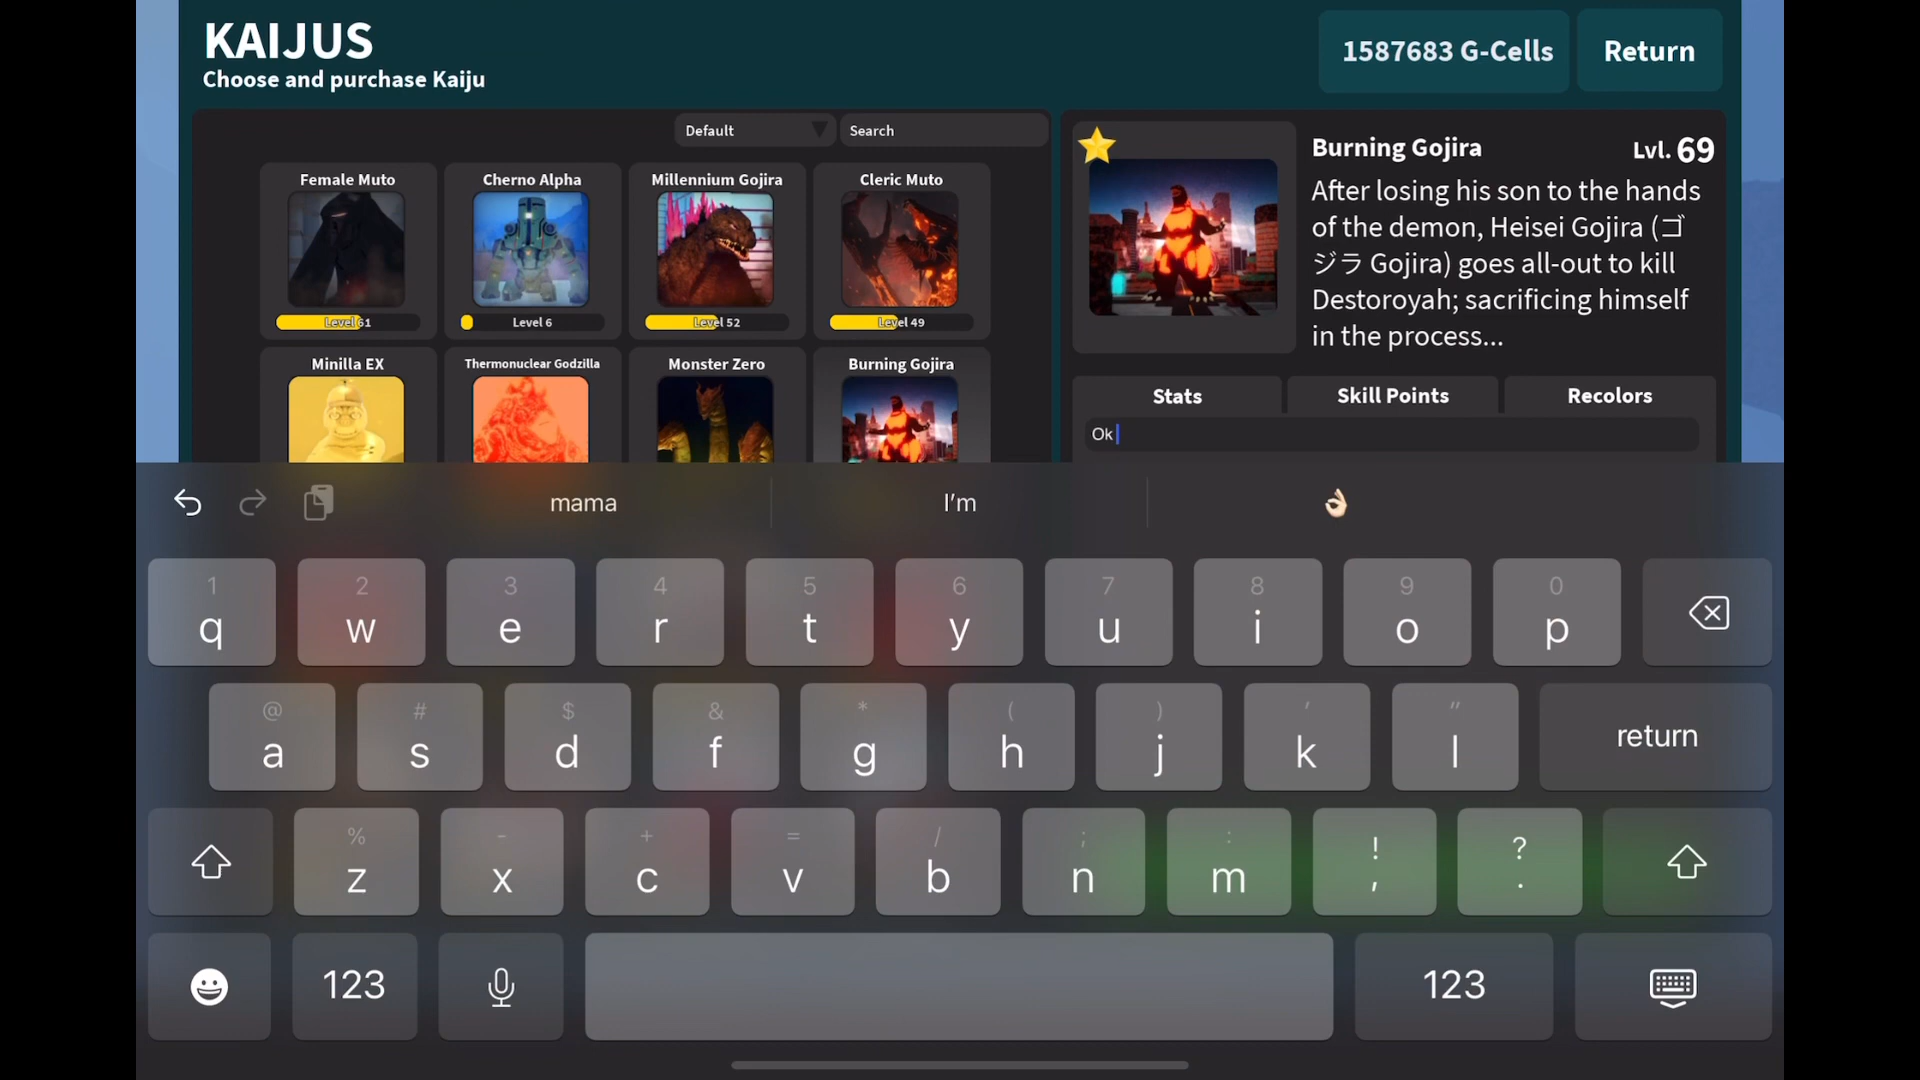 KAIJUS
Choose and purchase Kaiju
1587683 G-Cells
Return
Default
Search
Female Muto
Cherno Alpha
Millennium Gojira
Cleric Muto
Level 61
Level 6
Level 52
Level 49
Minilla EX
Thermonuclear Godzilla
Monster Zero
Burning Gojira
Burning Gojira
Lvl. 69
After losing his son to the hands
of the demon, Heisei Gojira (ゴ
ジラ Gojira) goes all-out to kill
Destoroyah; sacrificing himself
in the process...
Stats
Skill Points
Recolors
Ok
mama
I'm
1 2 3 4 5 6 7 8 9 0
q w e r t y u i o p
@ # $ & * ( ) ' "
a s d f g h j k l
return
% - + = / ; : ! ?
z x c v b n m , .
123
123